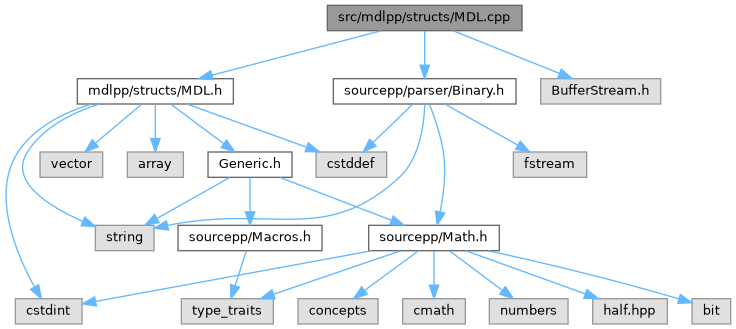 src/mdlpp/structs/MDL.cpp
mdlpp/structs/MDL.h
sourcepp/parser/Binary.h
BufferStream.h
vector
array
Generic.h
cstddef
fstream
string
sourcepp/Macros.h
sourcepp/Math.h
cstdint
type_traits
concepts
cmath
numbers
half.hpp
bit